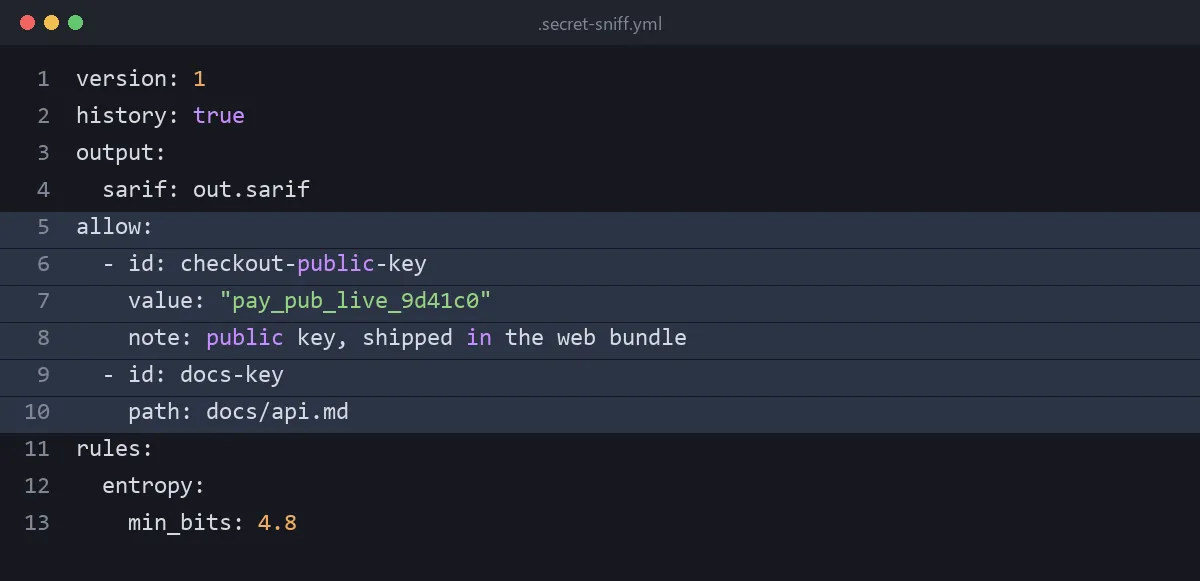 .secret-sniff.yml
1 version: 1
2 history: true
3 output:
4   sarif: out.sarif
5 allow:
6   - id: checkout-public-key
7     value: "pay_pub_live_9d41c0"
8     note: public key, shipped in the web bundle
9   - id: docs-key
10     path: docs/api.md
11 rules:
12   entropy:
13     min_bits: 4.8